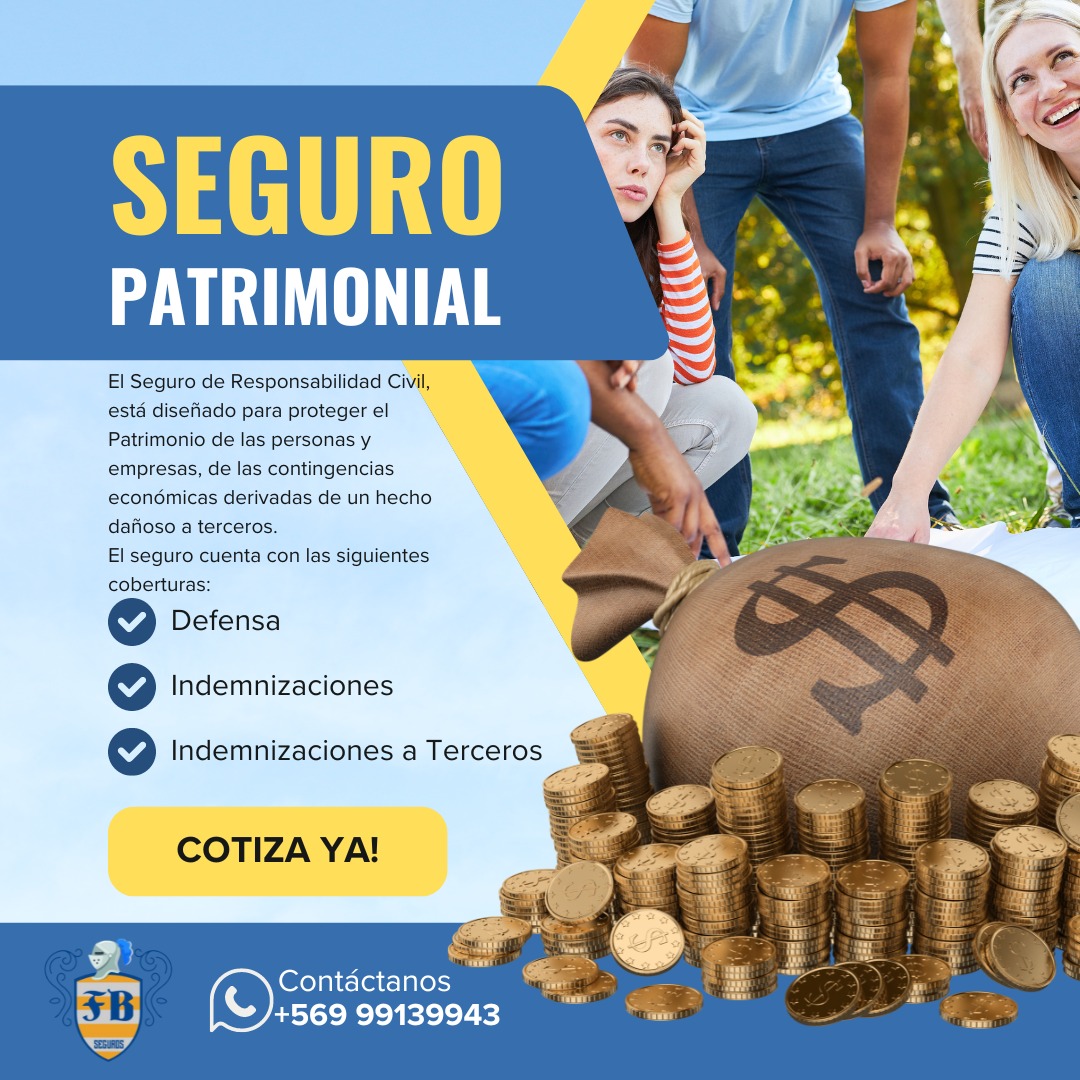 SEGURO
PATRIMONIAL
El Seguro de Responsabilidad Civil,
está diseñado para proteger el
Patrimonio de las personas y
empresas, de las contingencias
económicas derivadas de un hecho
dañoso a terceros.
El seguro cuenta con las siguientes
coberturas:
Defensa
Indemnizaciones
Indemnizaciones a Terceros
COTIZA YA!
FB
SEGUROS
Contáctanos
+569 99139943
$